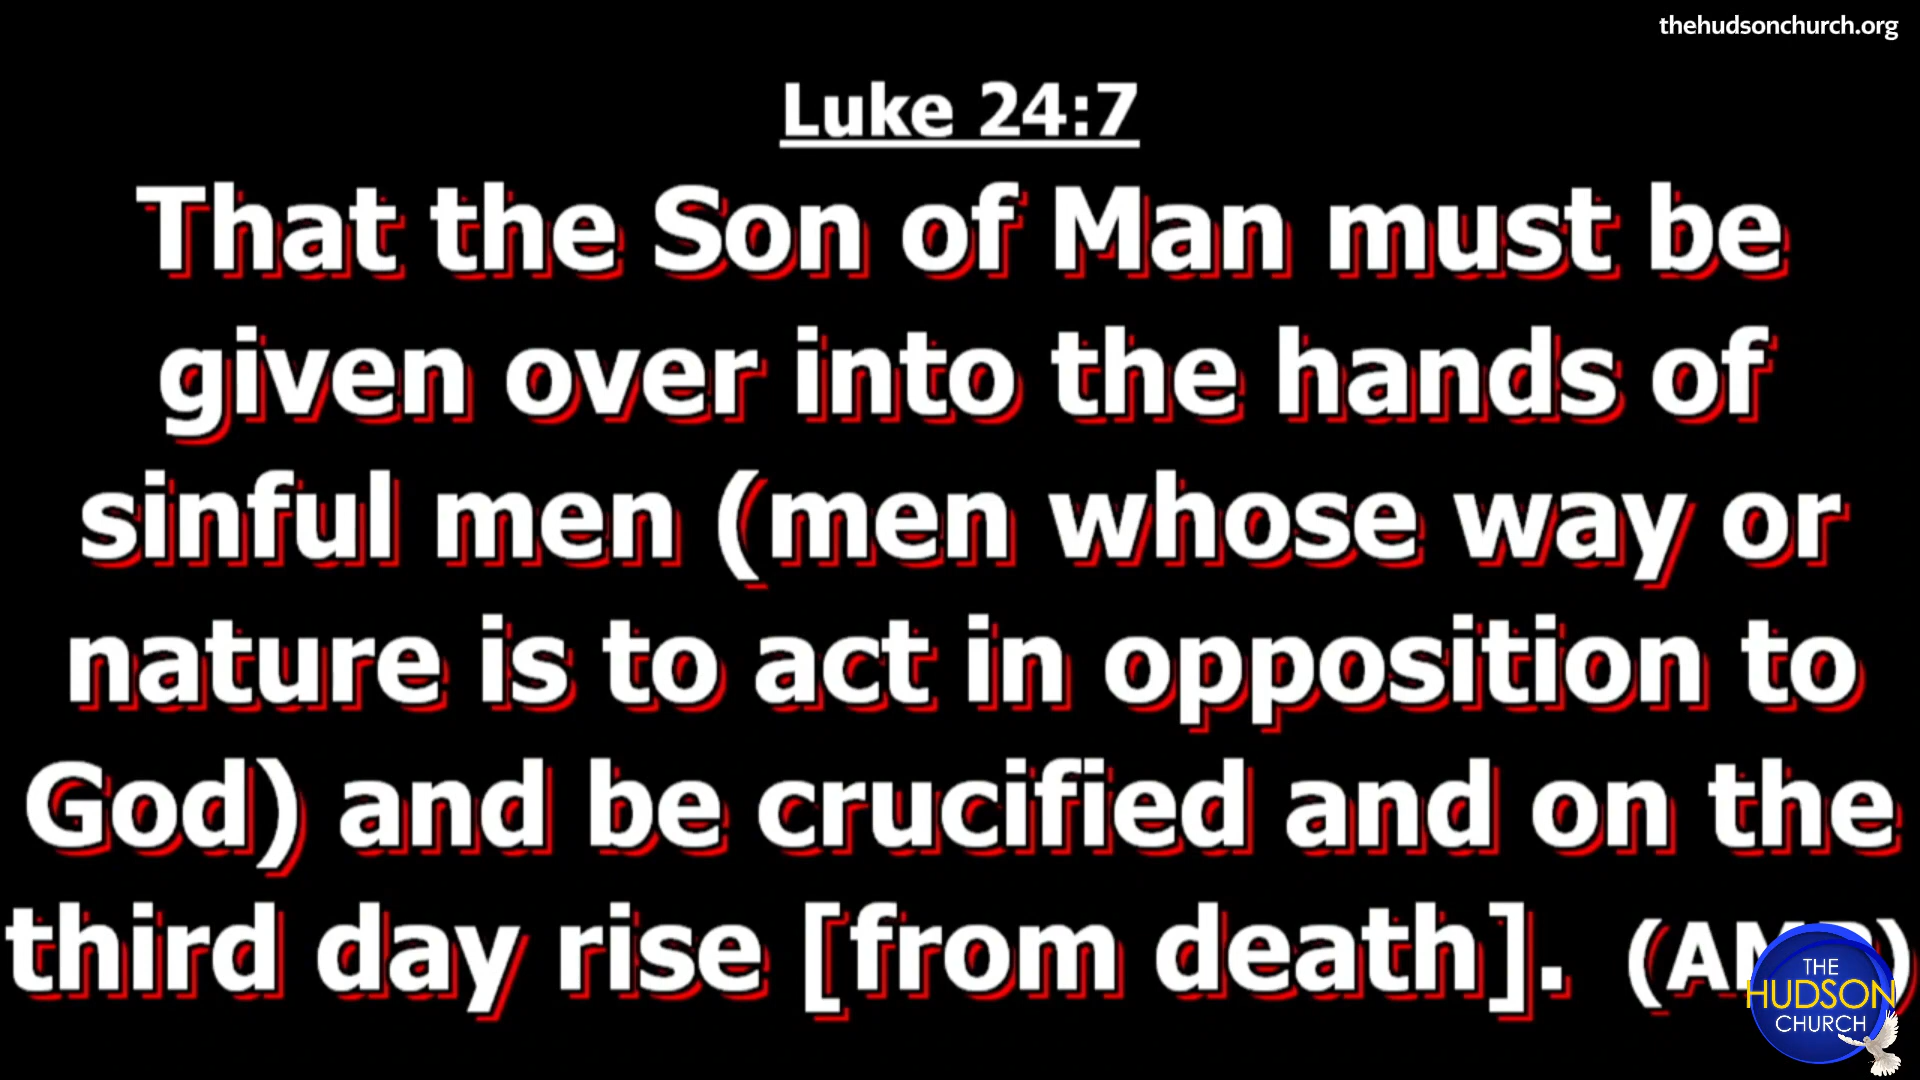 thehudsonchurch.org
Luke 24:7
That the Son of Man must be
given over into the hands of
sinful men (men whose way or
nature is to act in opposition to
God) and be crucified and on the
third day rise [from death].
THE
HUDSON
CHURCH